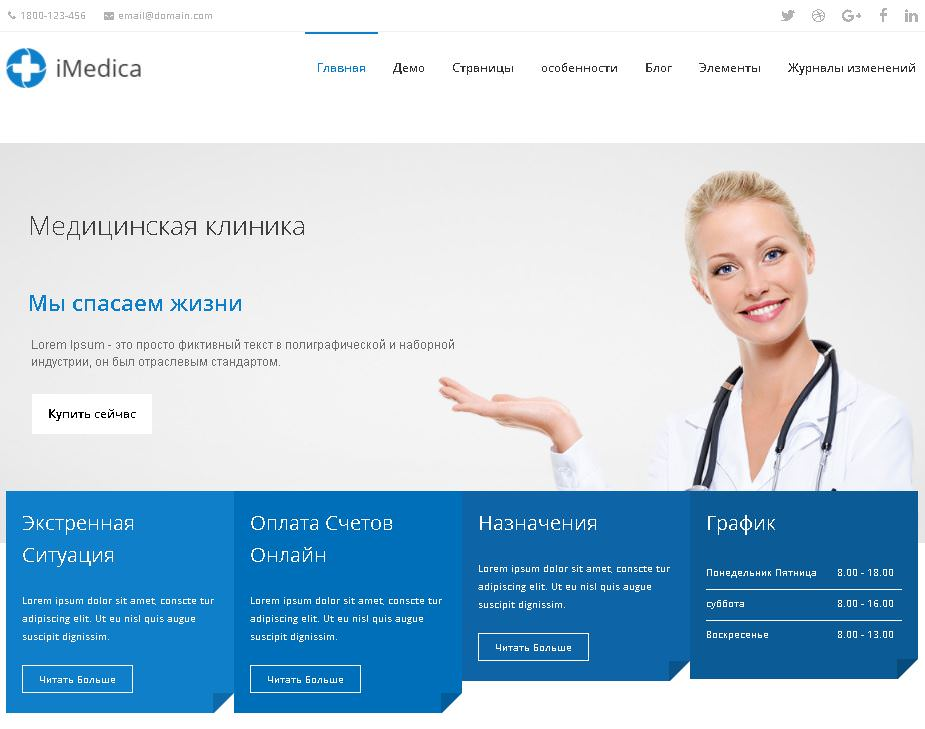 1800-123-456 email@domain.com
iMedica
Главная Демо Страницы особенности Блог Элементы Журналы изменений
Медицинская клиника
Мы спасаем жизни
Lorem Ipsum - это просто фиктивный текст в полиграфической и наборной
индустрии, он был отраслевым стандартом.
Купить сейчас
Экстренная
Ситуация
Lorem ipsum dolor sit amet, conscte tur
adipiscing elit. Ut eu nisl quis augue
suscipit dignissim.
Читать Больше
Оплата Счетов
Онлайн
Lorem ipsum dolor sit amet, conscte tur
adipiscing elit. Ut eu nisl quis augue
suscipit dignissim.
Читать Больше
Назначения
Lorem ipsum dolor sit amet, conscte tur
adipiscing elit. Ut eu nisl quis augue
suscipit dignissim.
Читать Больше
График
Понедельник Пятница 8.00 - 18.00
суббота 8.00 - 16.00
Воскресенье 8.00 - 13.00